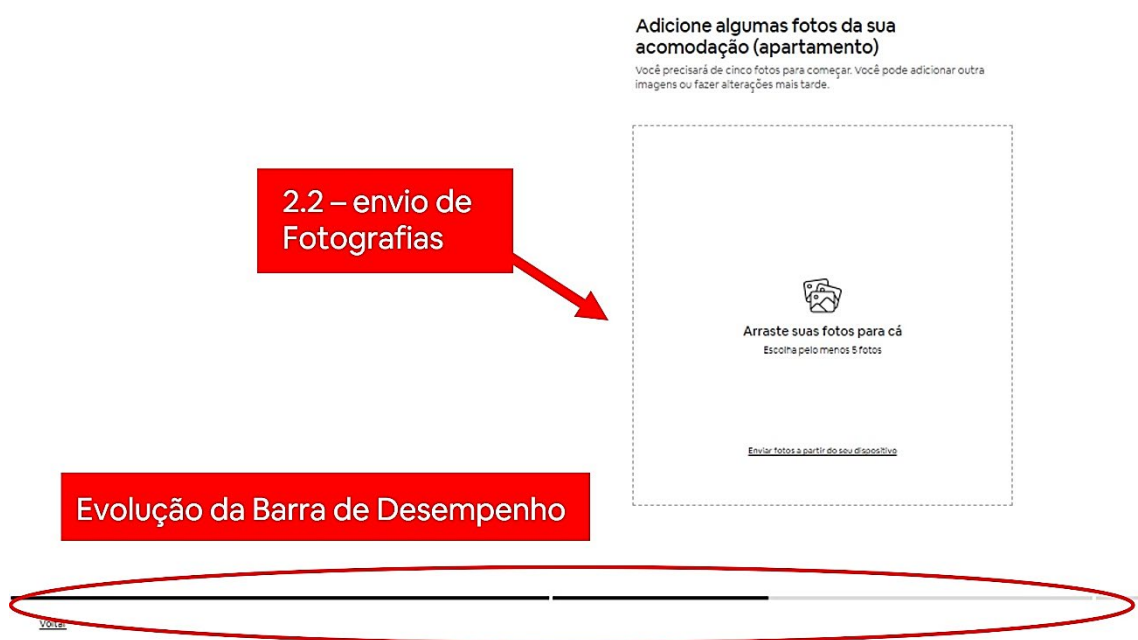 Adicione algumas fotos da sua
acomodação (apartamento)
Você precisará de cinco fotos para começar. Você pode adicionar outra
imagens ou fazer alterações mais tarde.
2.2 – envio de
Fotografias
Arraste suas fotos para cá
Escolha pelo menos 5 fotos
Enviar fotos a partir do seu dispositivo
Evolução da Barra de Desempenho
Voltar